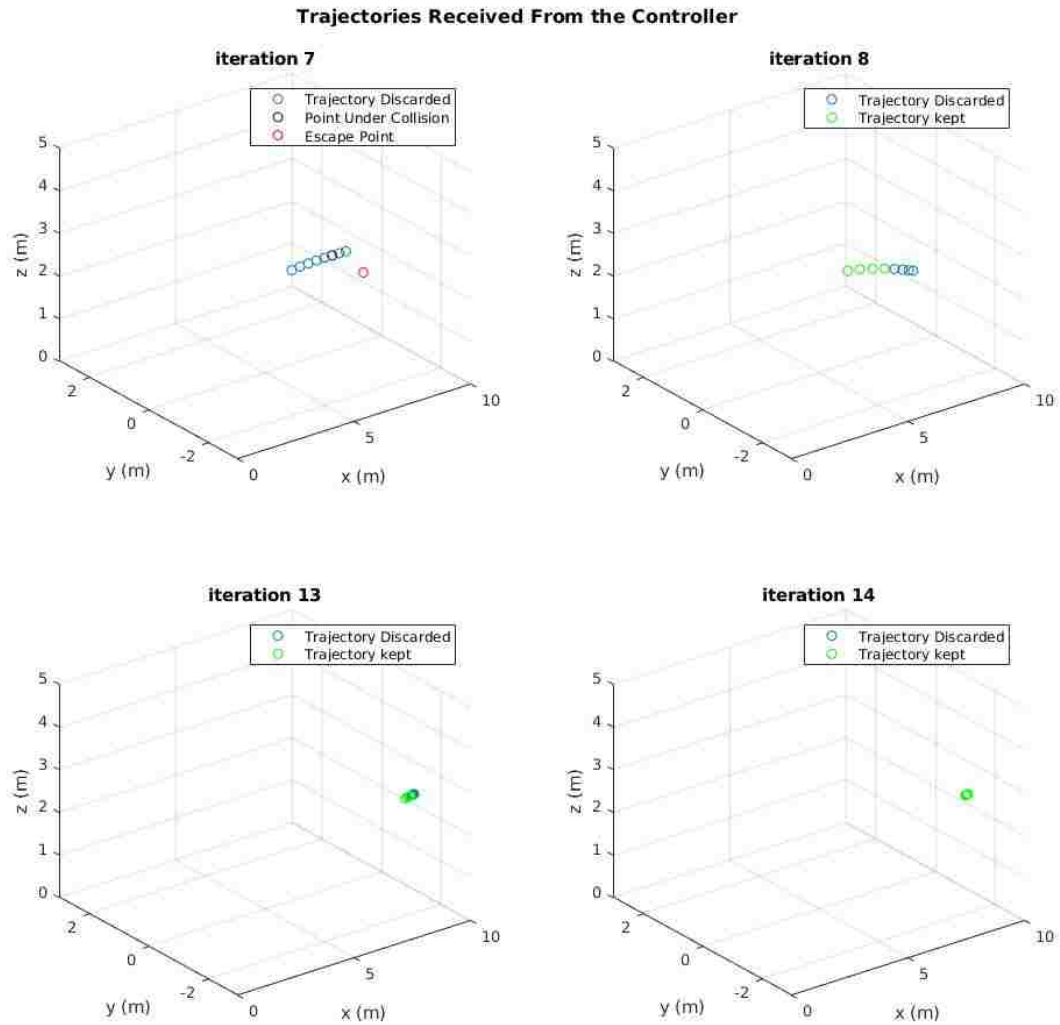 Trajectories Received From the Controller
iteration 7
Trajectory Discarded
Point Under Collision
Escape Point
5
4
3
2
1
0
z (m)
2
0
-2
y (m)
0
5
10
x (m)
iteration 8
Trajectory Discarded
Trajectory kept
5
4
3
2
1
0
z (m)
2
0
-2
y (m)
0
5
10
x (m)
iteration 13
Trajectory Discarded
Trajectory kept
5
4
3
2
1
0
z (m)
2
0
-2
y (m)
0
5
10
x (m)
iteration 14
Trajectory Discarded
Trajectory kept
5
4
3
2
1
0
z (m)
2
0
-2
y (m)
0
5
10
x (m)